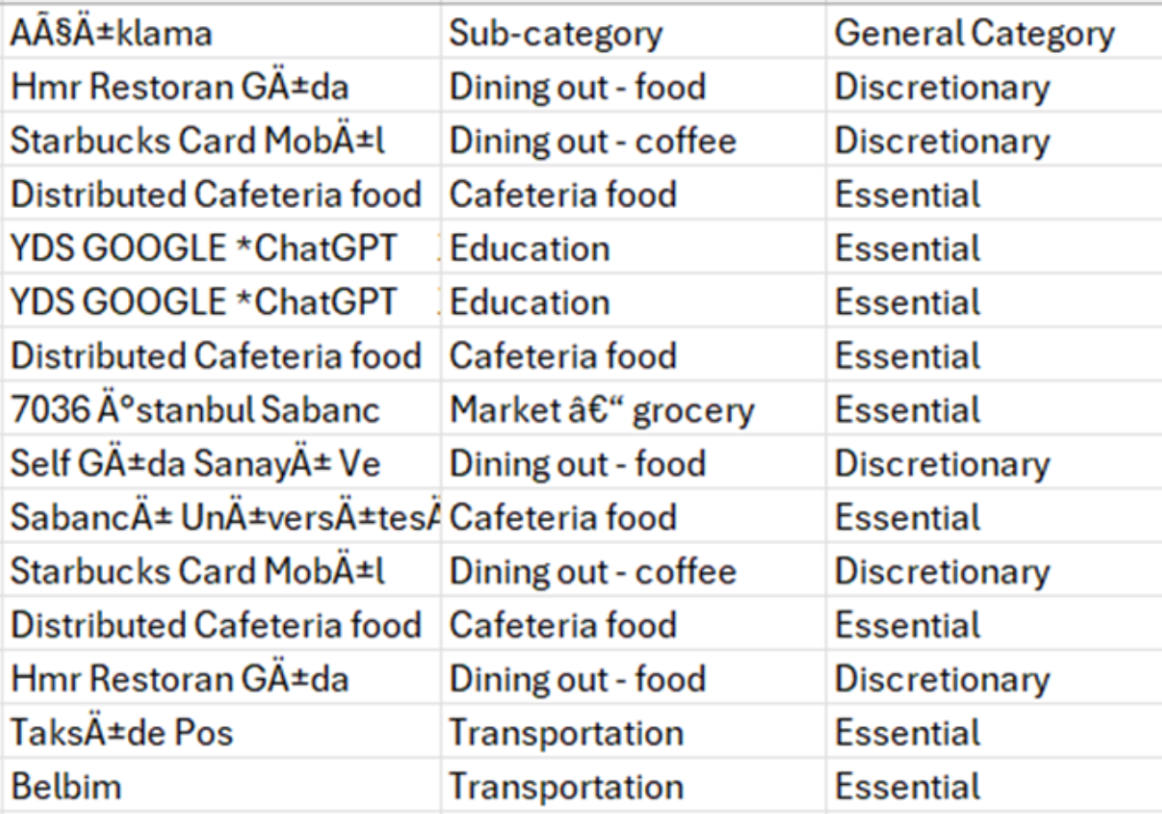 AÃ§Ä±klama Sub-category General Category
Hmr Restoran GÄ±da Dining out - food Discretionary
Starbucks Card MobÄ±l Dining out - coffee Discretionary
Distributed Cafeteria food Cafeteria food Essential
YDS GOOGLE *ChatGPT Education Essential
YDS GOOGLE *ChatGPT Education Essential
Distributed Cafeteria food Cafeteria food Essential
7036 Ä°stanbul Sabanc Market â€“ grocery Essential
Self GÄ±da SanayÄ± Ve Dining out - food Discretionary
SabancÄ± UnÄ±versÄ±tesÄ Cafeteria food Essential
Starbucks Card MobÄ±l Dining out - coffee Discretionary
Distributed Cafeteria food Cafeteria food Essential
Hmr Restoran GÄ±da Dining out - food Discretionary
TaksÄ±de Pos Transportation Essential
Belbim Transportation Essential